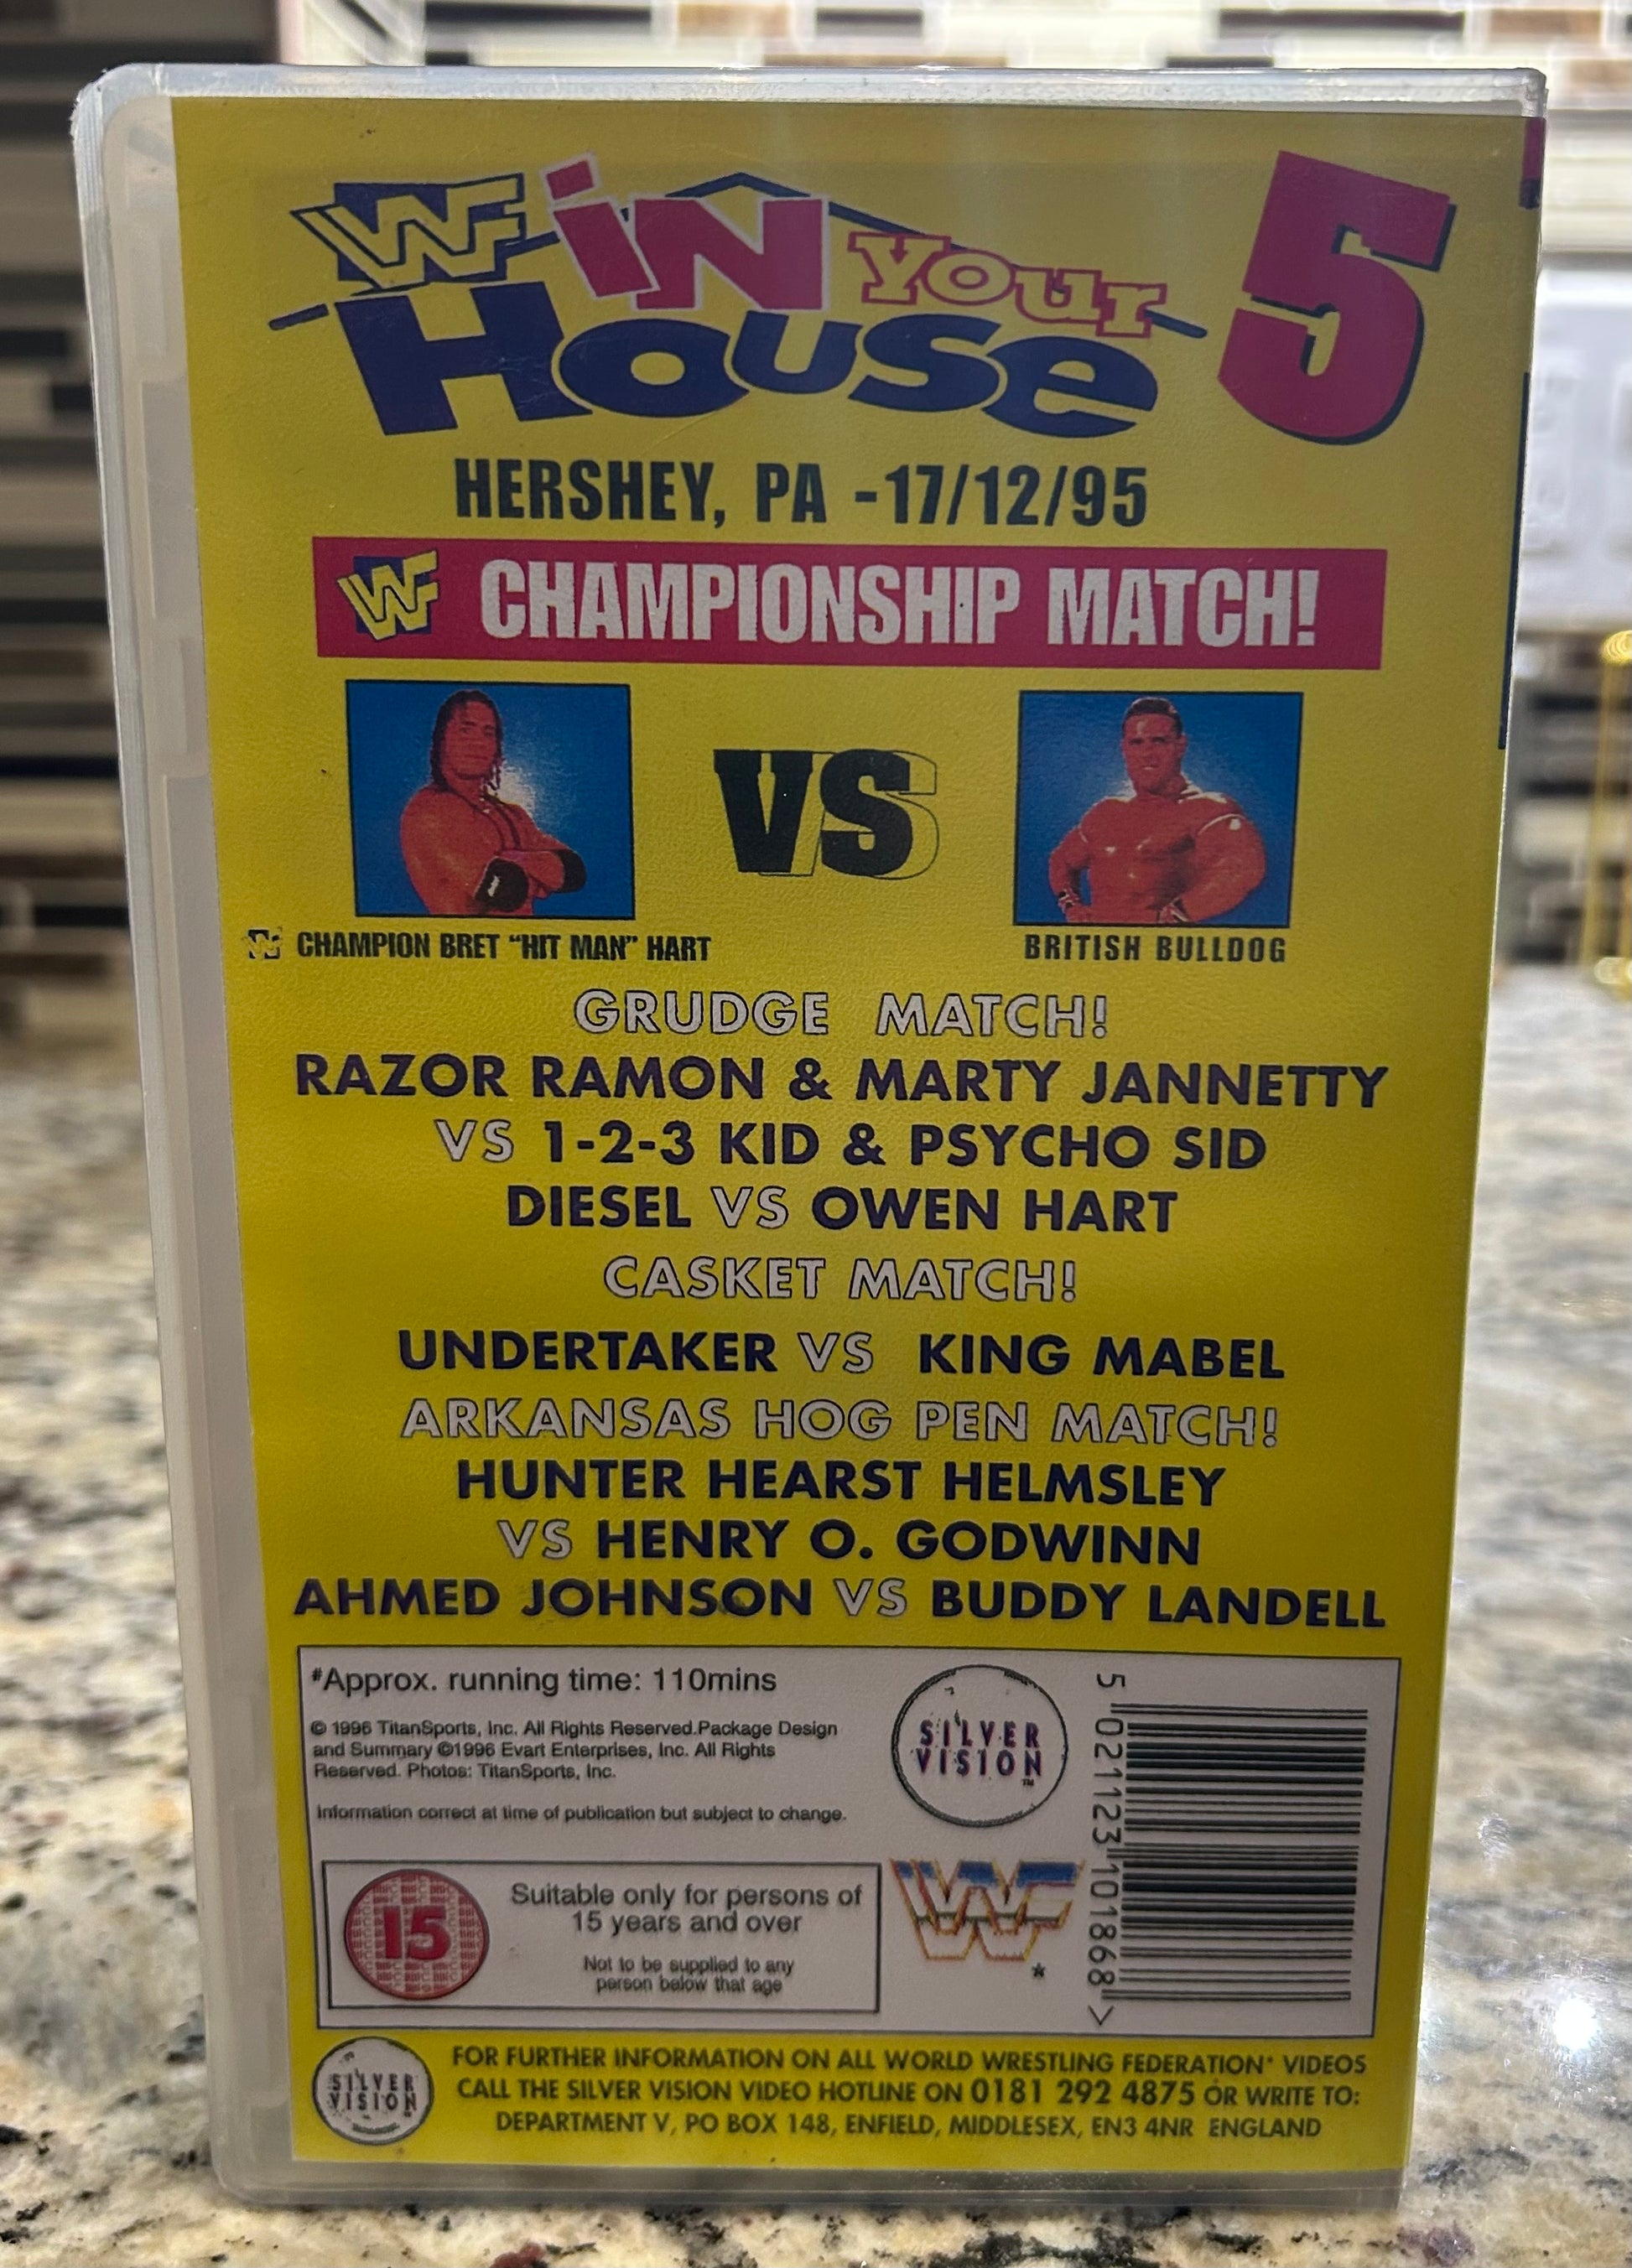 WF iN your 5
House
HERSHEY, PA -17/12/95
WF CHAMPIONSHIP MATCH!
VS
CHAMPION BRET "HIT MAN" HART
BRITISH BULLDOG
GRUDGE MATCH!
RAZOR RAMON & MARTY JANNETTY
VS 1-2-3 KID & PSYCHO SID
DIESEL VS OWEN HART
CASKET MATCH!
UNDERTAKER VS KING MABEL
ARKANSAS HOG PEN MATCH!
HUNTER HEARST HELMSLEY
VS HENRY O. GODWINN
AHMED JOHNSON VS BUDDY LANDELL
#Approx. running time: 110mins
© 1996 TitanSports, Inc. All Rights Reserved.Package Design
and Summary ©1996 Evart Enterprises, Inc. All Rights
Reserved. Photos: TitanSports, Inc.
Information correct at time of publication but subject to change.
SILVER
VISION
TM
5 021123 101868 >
15
Suitable only for persons of
15 years and over
Not to be supplied to any
person below that age
WF*
SILVER
VISION
FOR FURTHER INFORMATION ON ALL WORLD WRESTLING FEDERATION* VIDEOS
CALL THE SILVER VISION VIDEO HOTLINE ON 0181 292 4875 OR WRITE TO:
DEPARTMENT V, PO BOX 148, ENFIELD, MIDDLESEX, EN3 4NR ENGLAND